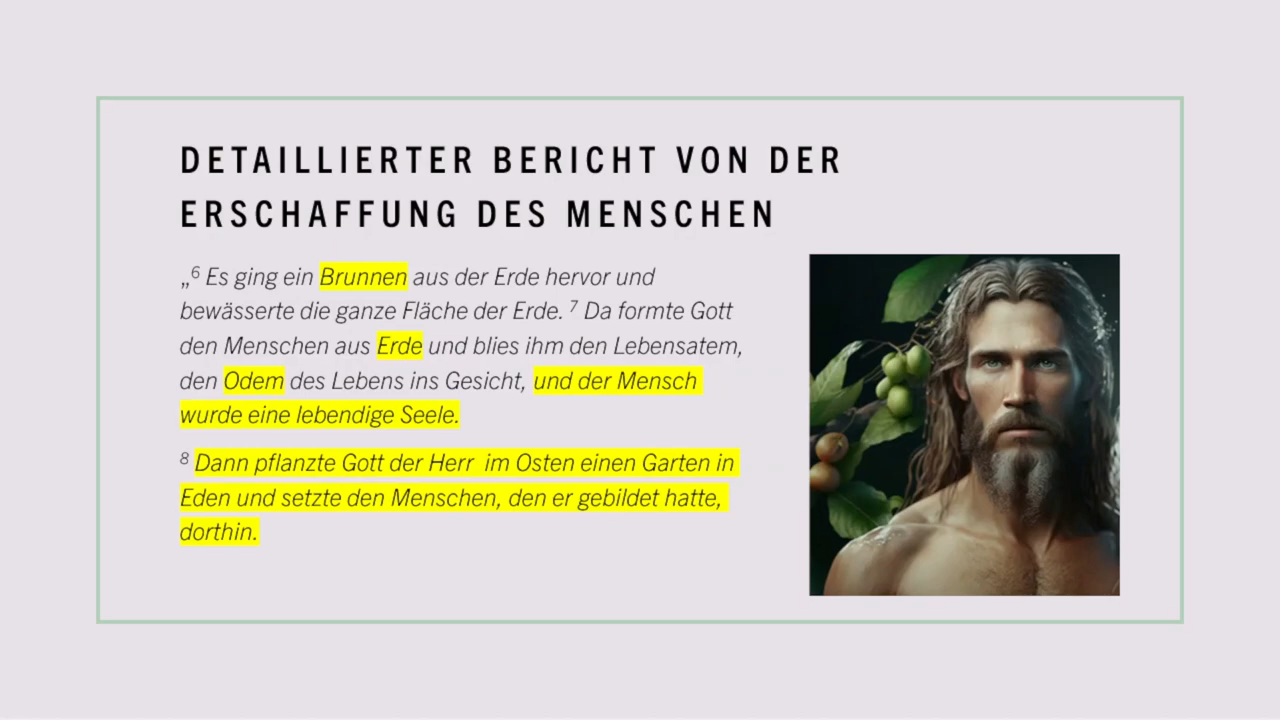 DETAILLIERTER BERICHT VON DER
ERSCHAFFUNG DES MENSCHEN
„⁶ Es ging ein Brunnen aus der Erde hervor und
bewässerte die ganze Fläche der Erde. ⁷ Da formte Gott
den Menschen aus Erde und blies ihm den Lebensatem,
den Odem des Lebens ins Gesicht, und der Mensch
wurde eine lebendige Seele.
⁸ Dann pflanzte Gott der Herr im Osten einen Garten in
Eden und setzte den Menschen, den er gebildet hatte,
dorthin.